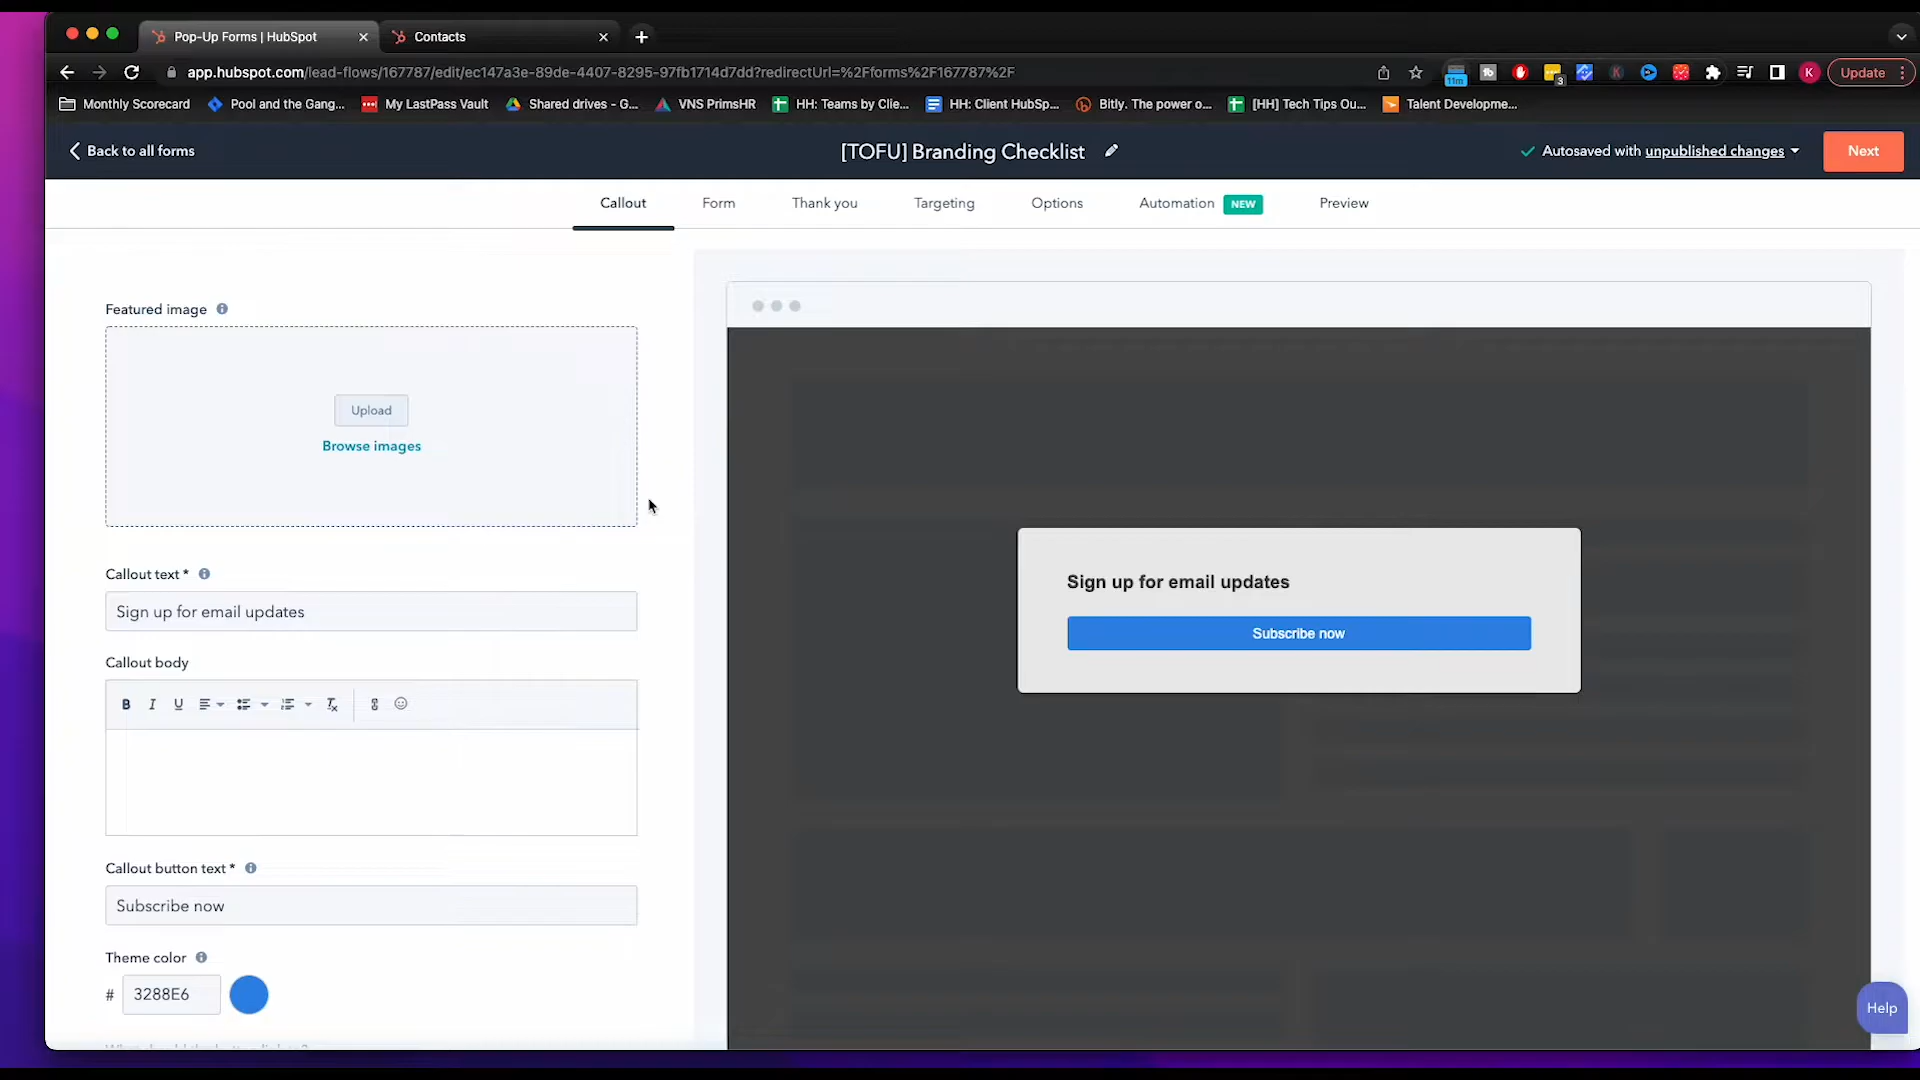 Pop-Up Forms | HubSpot
Contacts
app.hubspot.com/lead-flows/167787/edit/ec147a3e-89de-4407-8295-97fb1714d7dd?redirectUrl=%2Fforms%2F167787%2F
11m
3
K
K
Update
Monthly Scorecard
Pool and the Gang...
My LastPass Vault
Shared drives - G...
VNS PrimsHR
HH: Teams by Clie...
HH: Client HubSp...
Bitly. The power o...
[HH] Tech Tips Ou...
Talent Developme...
Back to all forms
[TOFU] Branding Checklist
Autosaved with unpublished changes
Next
Callout
Form
Thank you
Targeting
Options
Automation NEW
Preview
Featured image
Upload
Browse images
Callout text *
Sign up for email updates
Callout body
B I U
Callout button text *
Subscribe now
Theme color
# 3288E6
Sign up for email updates
Subscribe now
Help